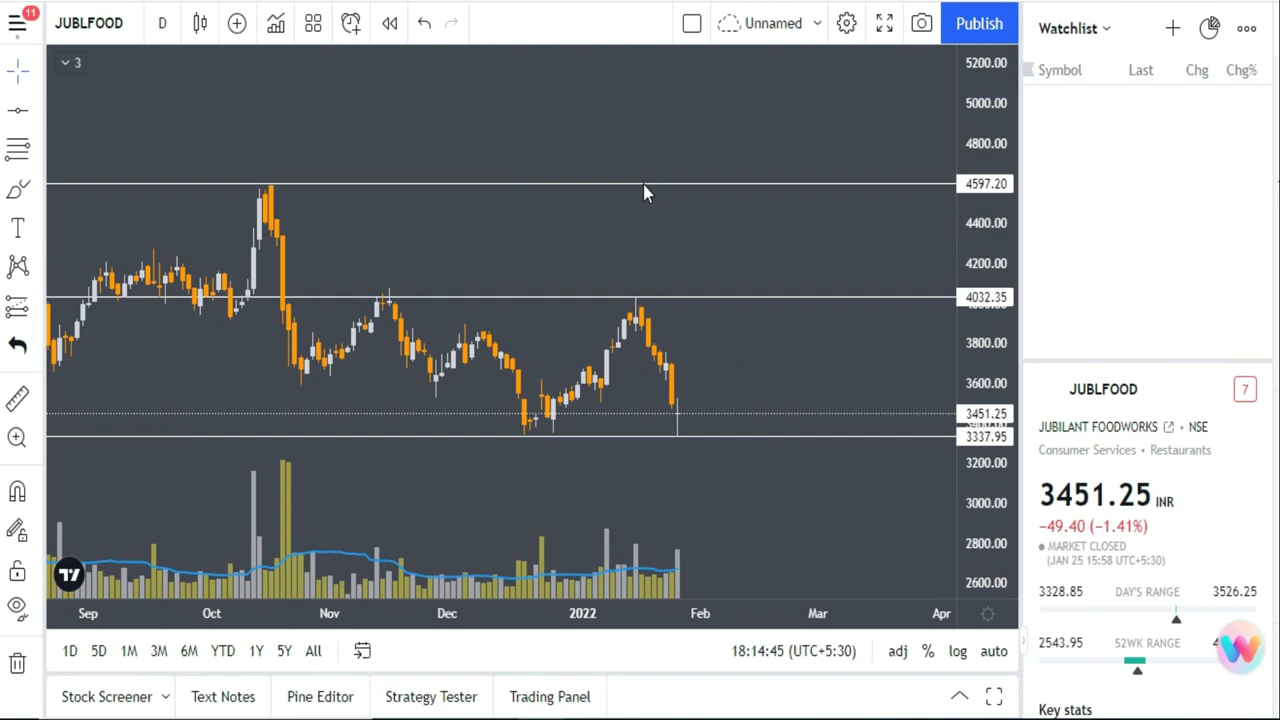 11
JUBLFOOD
D
Unnamed
Publish
Watchlist
Symbol
Last
Chg
Chg%
3
5200.00
5000.00
4800.00
4597.20
4400.00
4200.00
4032.35
3800.00
3600.00
3451.25
3337.95
3200.00
3000.00
2800.00
2600.00
Sep
Oct
Nov
Dec
2022
Feb
Mar
Apr
1D
5D
1M
3M
6M
YTD
1Y
5Y
All
18:14:45 (UTC+5:30)
adj
%
log
auto
Stock Screener
Text Notes
Pine Editor
Strategy Tester
Trading Panel
JUBLFOOD
7
JUBILANT FOODWORKS • NSE
Consumer Services • Restaurants
3451.25 INR
−49.40 (−1.41%)
● MARKET CLOSED
(JAN 25 15:58 UTC+5:30)
3328.85
DAY'S RANGE
3526.25
2543.95
52WK RANGE
Key stats